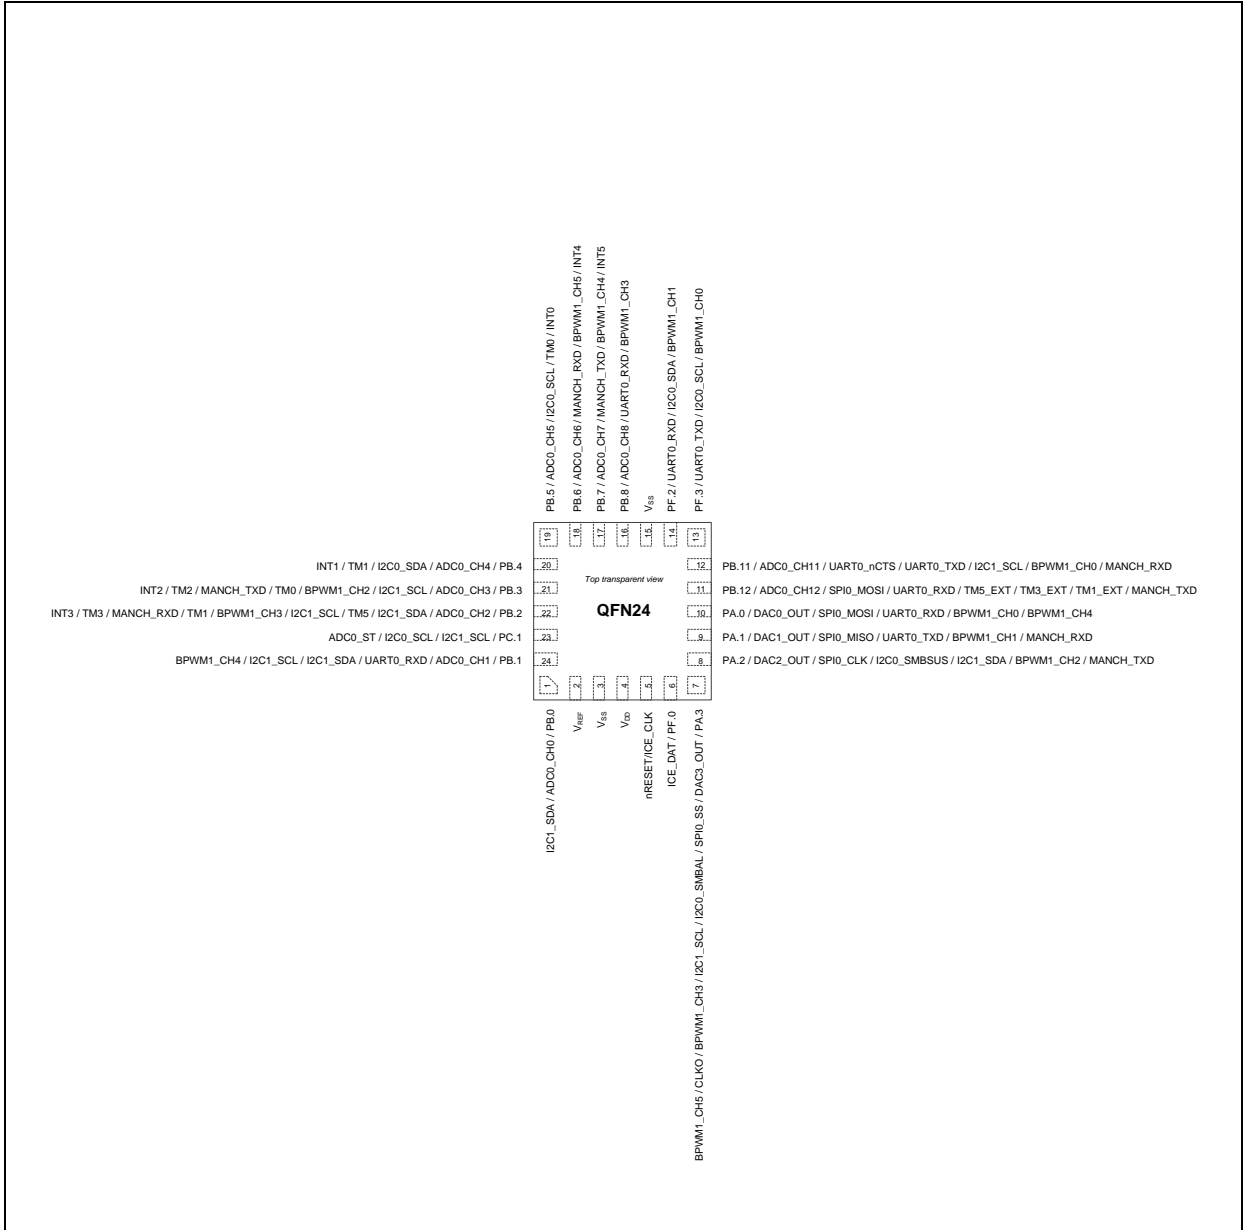 PB.5 / ADC0_CH5 / I2C0_SCL / TM0 / INT0
PB.6 / ADC0_CH6 / MANCH_RXD / BPWM1_CH5 / INT4
PB.7 / ADC0_CH7 / MANCH_TXD / BPWM1_CH4 / INT5
PB.8 / ADC0_CH8 / UART0_RXD / BPWM1_CH3
VSS
PF.2 / UART0_RXD / I2C0_SDA / BPWM1_CH1
PF.3 / UART0_TXD / I2C0_SCL / BPWM1_CH0
19
18
17
16
15
14
13
INT1 / TM1 / I2C0_SDA / ADC0_CH4 / PB.4
20
INT2 / TM2 / MANCH_TXD / TM0 / BPWM1_CH2 / I2C1_SCL / ADC0_CH3 / PB.3
21
INT3 / TM3 / MANCH_RXD / TM1 / BPWM1_CH3 / I2C1_SCL / TM5 / I2C1_SDA / ADC0_CH2 / PB.2
22
ADC0_ST / I2C0_SCL / I2C1_SCL / PC.1
23
BPWM1_CH4 / I2C1_SCL / I2C1_SDA / UART0_RXD / ADC0_CH1 / PB.1
24
Top transparent view
QFN24
12
PB.11 / ADC0_CH11 / UART0_nCTS / UART0_TXD / I2C1_SCL / BPWM1_CH0 / MANCH_RXD
11
PB.12 / ADC0_CH12 / SPI0_MOSI / UART0_RXD / TM5_EXT / TM3_EXT / TM1_EXT / MANCH_TXD
10
PA.0 / DAC0_OUT / SPI0_MOSI / UART0_RXD / BPWM1_CH0 / BPWM1_CH4
9
PA.1 / DAC1_OUT / SPI0_MISO / UART0_TXD / BPWM1_CH1 / MANCH_RXD
8
PA.2 / DAC2_OUT / SPI0_CLK / I2C0_SMBSUS / I2C1_SDA / BPWM1_CH2 / MANCH_TXD
1
2
3
4
5
6
7
I2C1_SDA / ADC0_CH0 / PB.0
VREF
VSS
VDD
nRESET/ICE_CLK
ICE_DAT / PF.0
BPWM1_CH5 / CLKO / BPWM1_CH3 / I2C1_SCL / I2C0_SMBAL / SPI0_SS / DAC3_OUT / PA.3